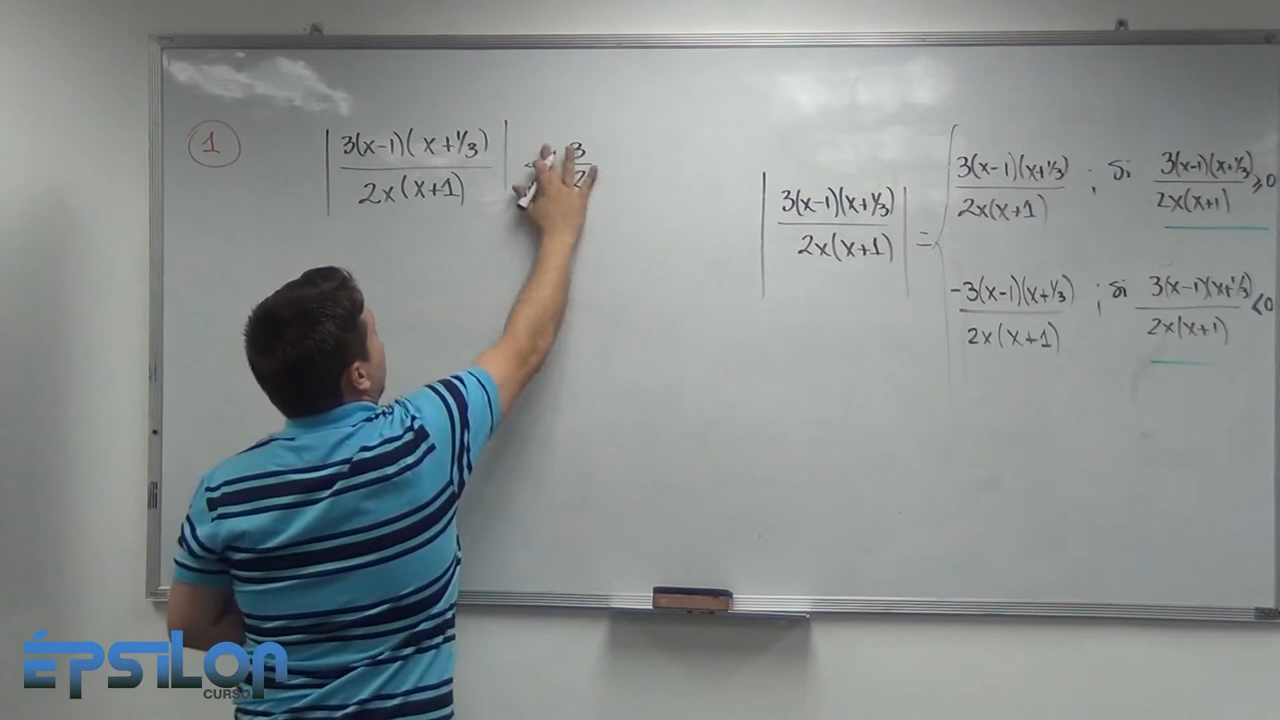 1
|3(x-1)(x+1/3)|
2x(x+1)
3
2
|3(x-1)(x+1/3)| =
2x(x+1)
3(x-1)(x+1/3) ; si 3(x-1)(x+1/3) ≥ 0
2x(x+1) 2x(x+1)
-3(x-1)(x+1/3) ; si 3(x-1)(x+1/3) < 0
2x(x+1) 2x(x+1)
ÉPSILON
CURSO